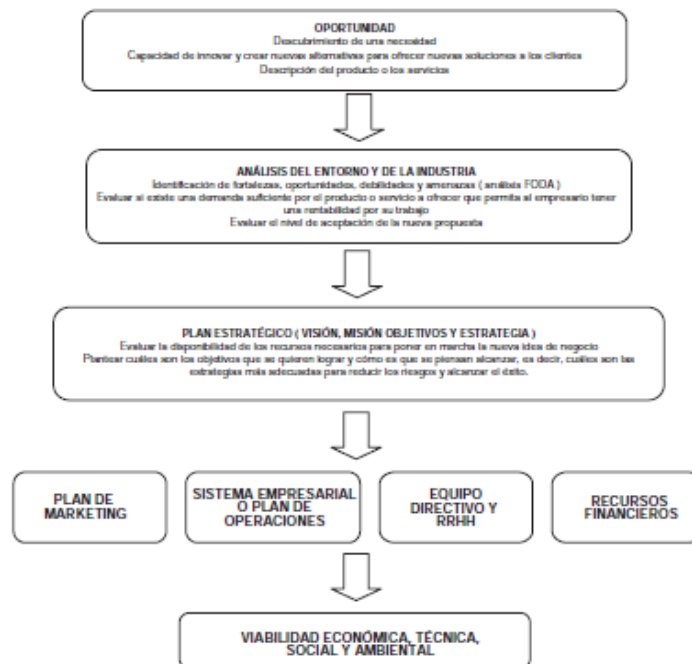 OPORTUNIDAD
Descubrimiento de una necesidad
Capacidad de innovar y crear nuevas alternativas para ofrecer nuevas soluciones a los clientes
Descripción del producto o los servicios
ANÁLISIS DEL ENTORNO Y DE LA INDUSTRIA
Identificación de fortalezas, oportunidades, debilidades y amenazas ( análisis FODA )
Evaluar si existe una demanda suficiente por el producto o servicio a ofrecer que permita al empresario tener
una rentabilidad por su trabajo
Evaluar el nivel de aceptación de la nueva propuesta
PLAN ESTRATÉGICO ( VISIÓN, MISIÓN OBJETIVOS Y ESTRATEGIA )
Evaluar la disponibilidad de los recursos necesarios para poner en marcha la nueva idea de negocio
Plantear cuáles son los objetivos que se quieren lograr y cómo es que se piensan alcanzar, es decir, cuáles son las
estrategias más adecuadas para reducir los riesgos y alcanzar el éxito.
PLAN DE
MARKETING
SISTEMA EMPRESARIAL
O PLAN DE
OPERACIONES
EQUIPO
DIRECTIVO Y
RRHH
RECURSOS
FINANCIEROS
VIABILIDAD ECONÓMICA, TÉCNICA,
SOCIAL Y AMBIENTAL